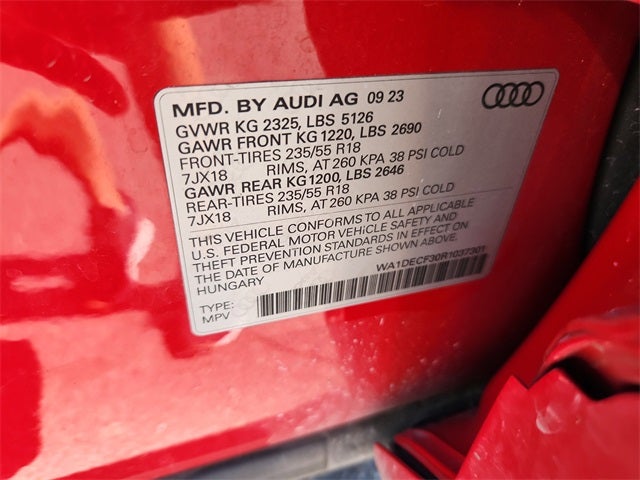 MFD. BY AUDI AG 09 23
GVWR KG 2325, LBS 5126
GAWR FRONT KG 1220, LBS 2690
FRONT-TIRES 235/55 R18
7JX18 RIMS, AT 260 KPA 38 PSI COLD
GAWR REAR KG 1200, LBS 2646
REAR-TIRES 235/55 R18
7JX18 RIMS, AT 260 KPA 38 PSI COLD
THIS VEHICLE CONFORMS TO ALL APPLICABLE
U.S. FEDERAL MOTOR VEHICLE SAFETY AND
THEFT PREVENTION STANDARDS IN EFFECT ON
THE DATE OF MANUFACTURE SHOWN ABOVE.
HUNGARY
WA1DECF30R1037301
TYPE:
MPV